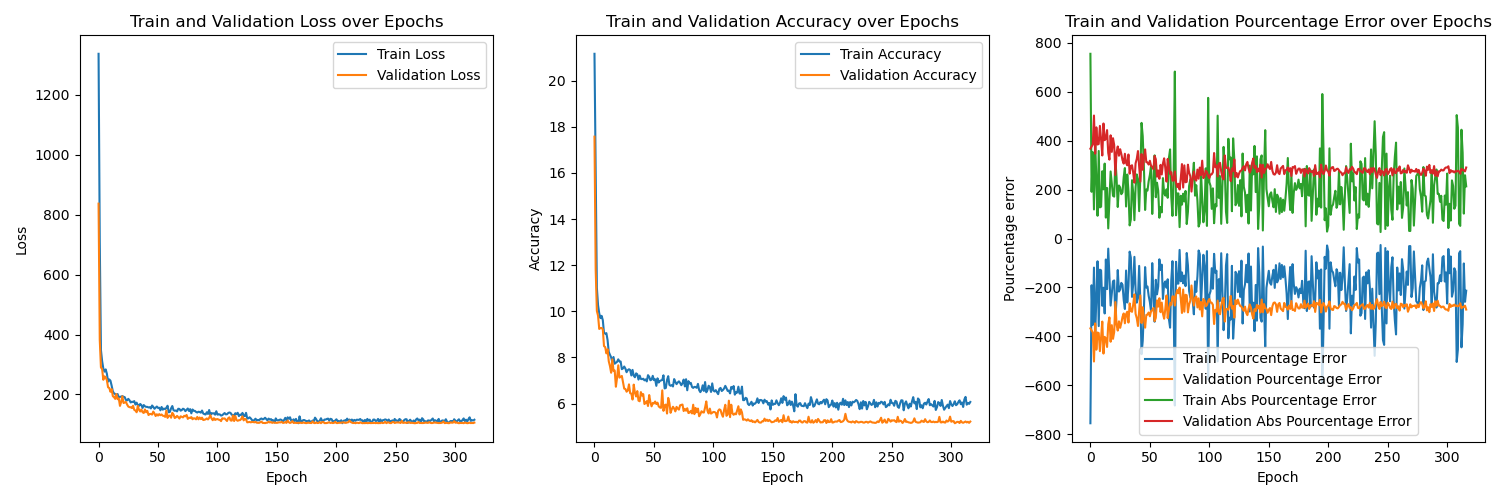 Train and Validation Loss over Epochs
Train Loss
Validation Loss
1200
1000
800
600
400
200
Loss
0 50 100 150 200 250 300
Epoch
Train and Validation Accuracy over Epochs
Train Accuracy
Validation Accuracy
20
18
16
14
12
10
8
6
Accuracy
0 50 100 150 200 250 300
Epoch
Train and Validation Pourcentage Error over Epochs
800
600
400
200
0
−200
−400
−600
−800
Pourcentage error
Train Pourcentage Error
Validation Pourcentage Error
Train Abs Pourcentage Error
Validation Abs Pourcentage Error
0 50 100 150 200 250 300
Epoch